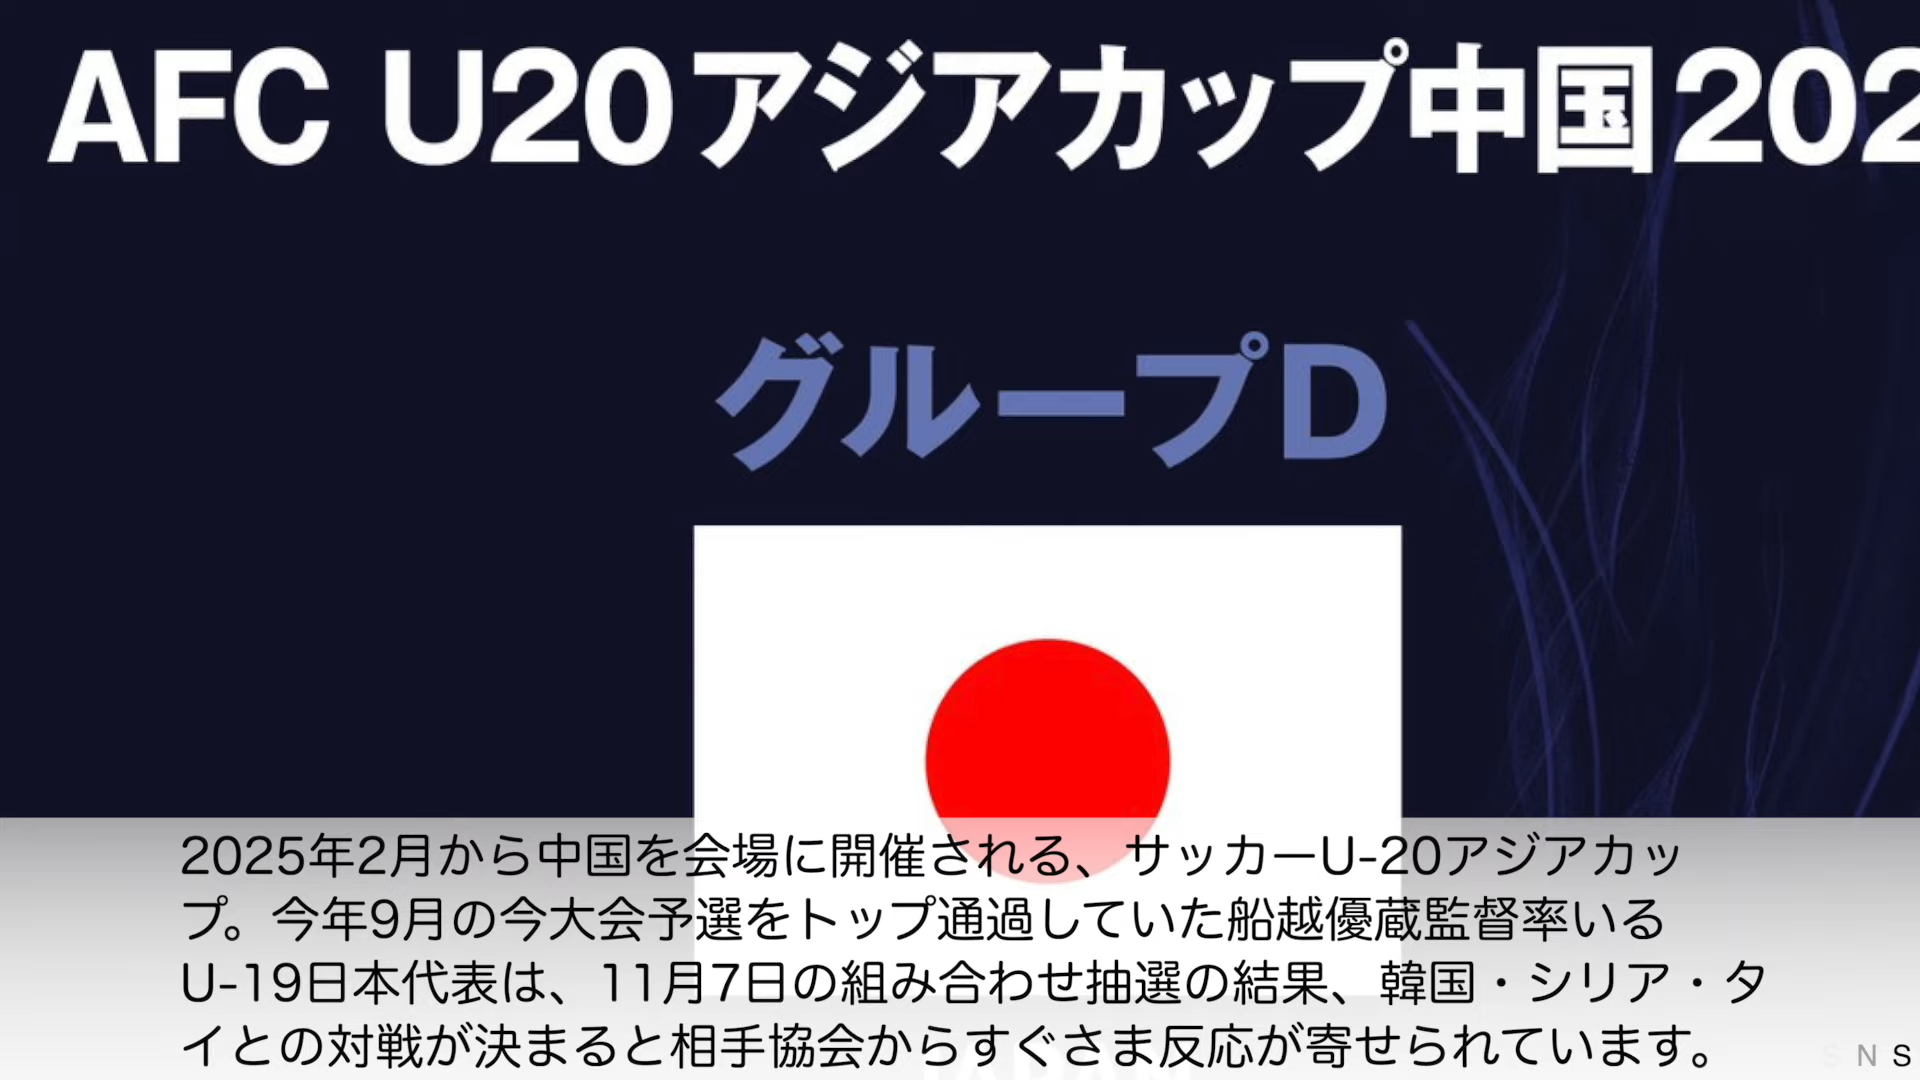 AFC U20アジアカップ中国202
グループD
2025年2月から中国を会場に開催される、サッカーU-20アジアカッ
プ。今年9月の今大会予選をトップ通過していた船越優蔵監督率いる
U-19日本代表は、11月7日の組み合わせ抽選の結果、韓国・シリア・タ
イとの対戦が決まると相手協会からすぐさま反応が寄せられています。
SNS